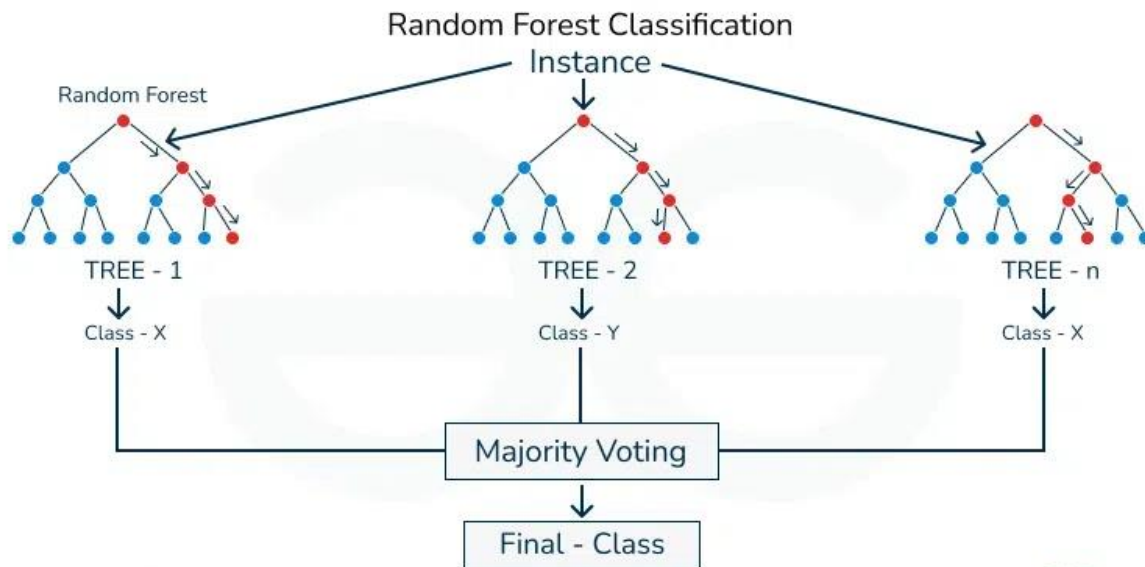 Random Forest Classification
Instance
Random Forest
TREE - 1
TREE - 2
TREE - n
Class - X
Class - Y
Class - X
Majority Voting
Final - Class